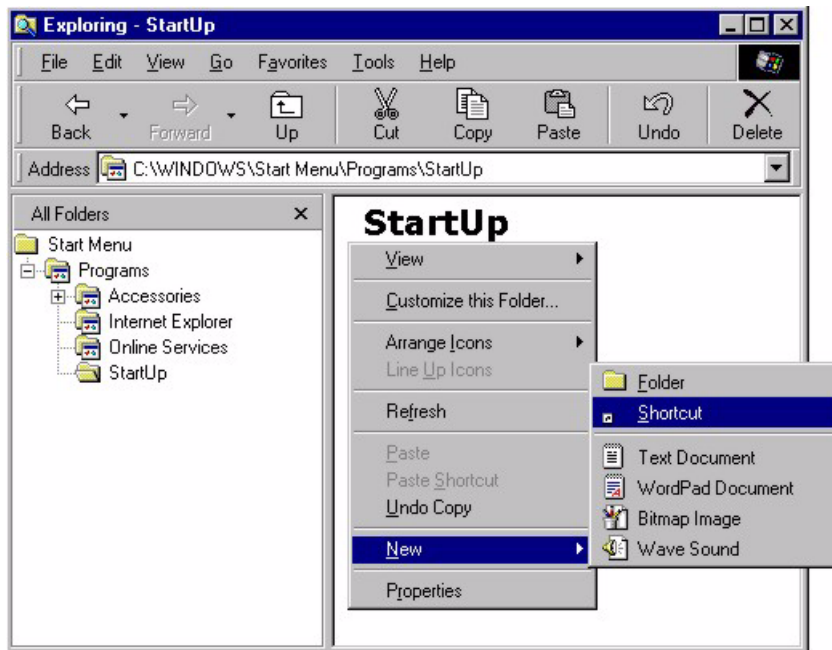 Exploring - StartUp
File Edit View Go Favorites Tools Help
Back Forward Up Cut Copy Paste Undo Delete
Address C:\WINDOWS\Start Menu\Programs\StartUp
All Folders
Start Menu
Programs
Accessories
Internet Explorer
Online Services
StartUp
StartUp
View
Customize this Folder...
Arrange Icons
Line Up Icons
Refresh
Paste
Paste Shortcut
Undo Copy
New
Properties
Folder
Shortcut
Text Document
WordPad Document
Bitmap Image
Wave Sound